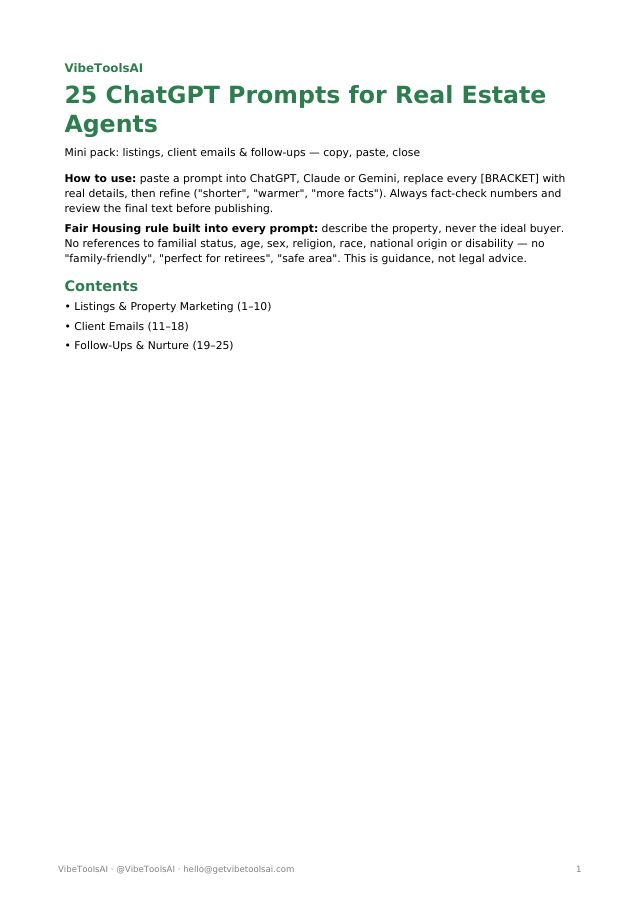 VibeToolsAI
25 ChatGPT Prompts for Real Estate
Agents
Mini pack: listings, client emails & follow-ups — copy, paste, close
How to use: paste a prompt into ChatGPT, Claude or Gemini, replace every [BRACKET] with
real details, then refine ("shorter", "warmer", "more facts"). Always fact-check numbers and
review the final text before publishing.
Fair Housing rule built into every prompt: describe the property, never the ideal buyer.
No references to familial status, age, sex, religion, race, national origin or disability — no
"family-friendly", "perfect for retirees", "safe area". This is guidance, not legal advice.
Contents
• Listings & Property Marketing (1–10)
• Client Emails (11–18)
• Follow-Ups & Nurture (19–25)
VibeToolsAI · @VibeToolsAI · hello@getvibetoolsai.com 1